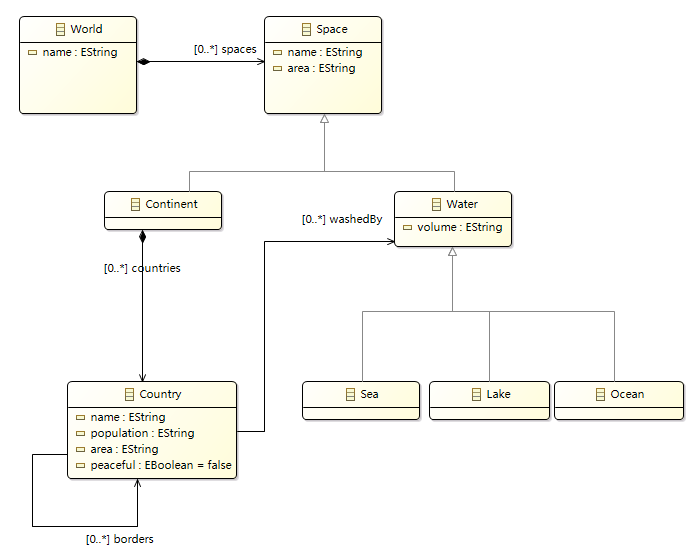 World
name : EString
[0..*] spaces
Space
name : EString
area : EString
Continent
[0..*] washedBy
Water
volume : EString
[0..*] countries
Country
name : EString
population : EString
area : EString
peaceful : EBoolean = false
Sea
Lake
Ocean
[0..*] borders